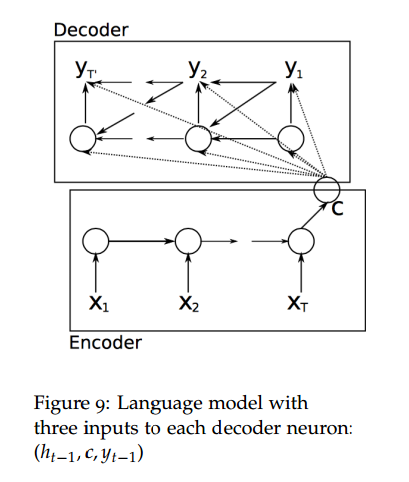 Decoder
y_T' y_2 y_1
c
x_1 x_2 x_T
Encoder
Figure 9: Language model with
three inputs to each decoder neuron:
(h_{t−1}, c, y_{t−1})